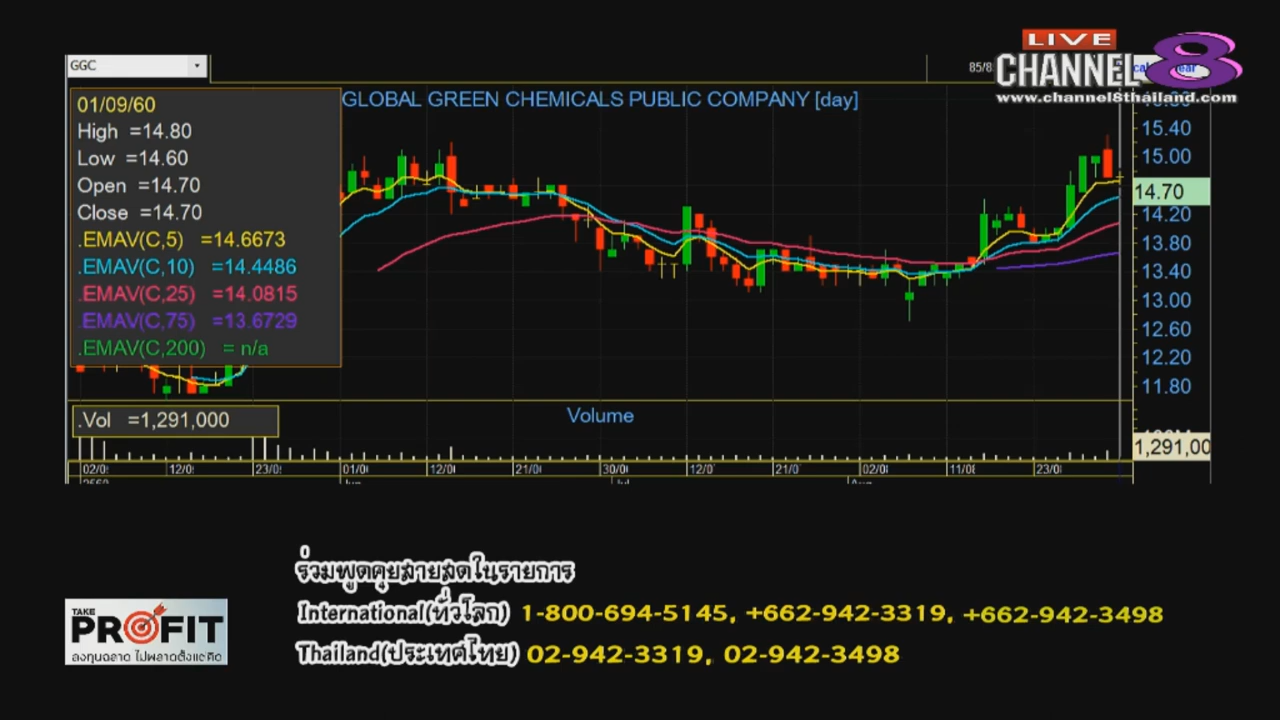 LIVE
CHANNEL 8
www.channel8thailand.com
GGC
85/8
GLOBAL GREEN CHEMICALS PUBLIC COMPANY [day]
01/09/60
High =14.80
Low =14.60
Open =14.70
Close =14.70
.EMAV(C,5) =14.6673
.EMAV(C,10) =14.4486
.EMAV(C,25) =14.0815
.EMAV(C,75) =13.6729
.EMAV(C,200) = n/a
15.40
15.00
14.70
14.20
13.80
13.40
13.00
12.60
12.20
11.80
.Vol =1,291,000
Volume
1,291,00
02/0 12/0 23/0 01/0 12/0 21/0 30/0 12/0 21/0 02/0 11/0 23/0
ร่วมพูดคุยสายสดในรายการ
International(ทั่วโลก) 1-800-694-5145, +662-942-3319, +662-942-3498
Thailand(ประเทศไทย) 02-942-3319, 02-942-3498
TAKE
PROFIT
ลงทุนฉลาด ไม่พลาดตั้งแต่คิด